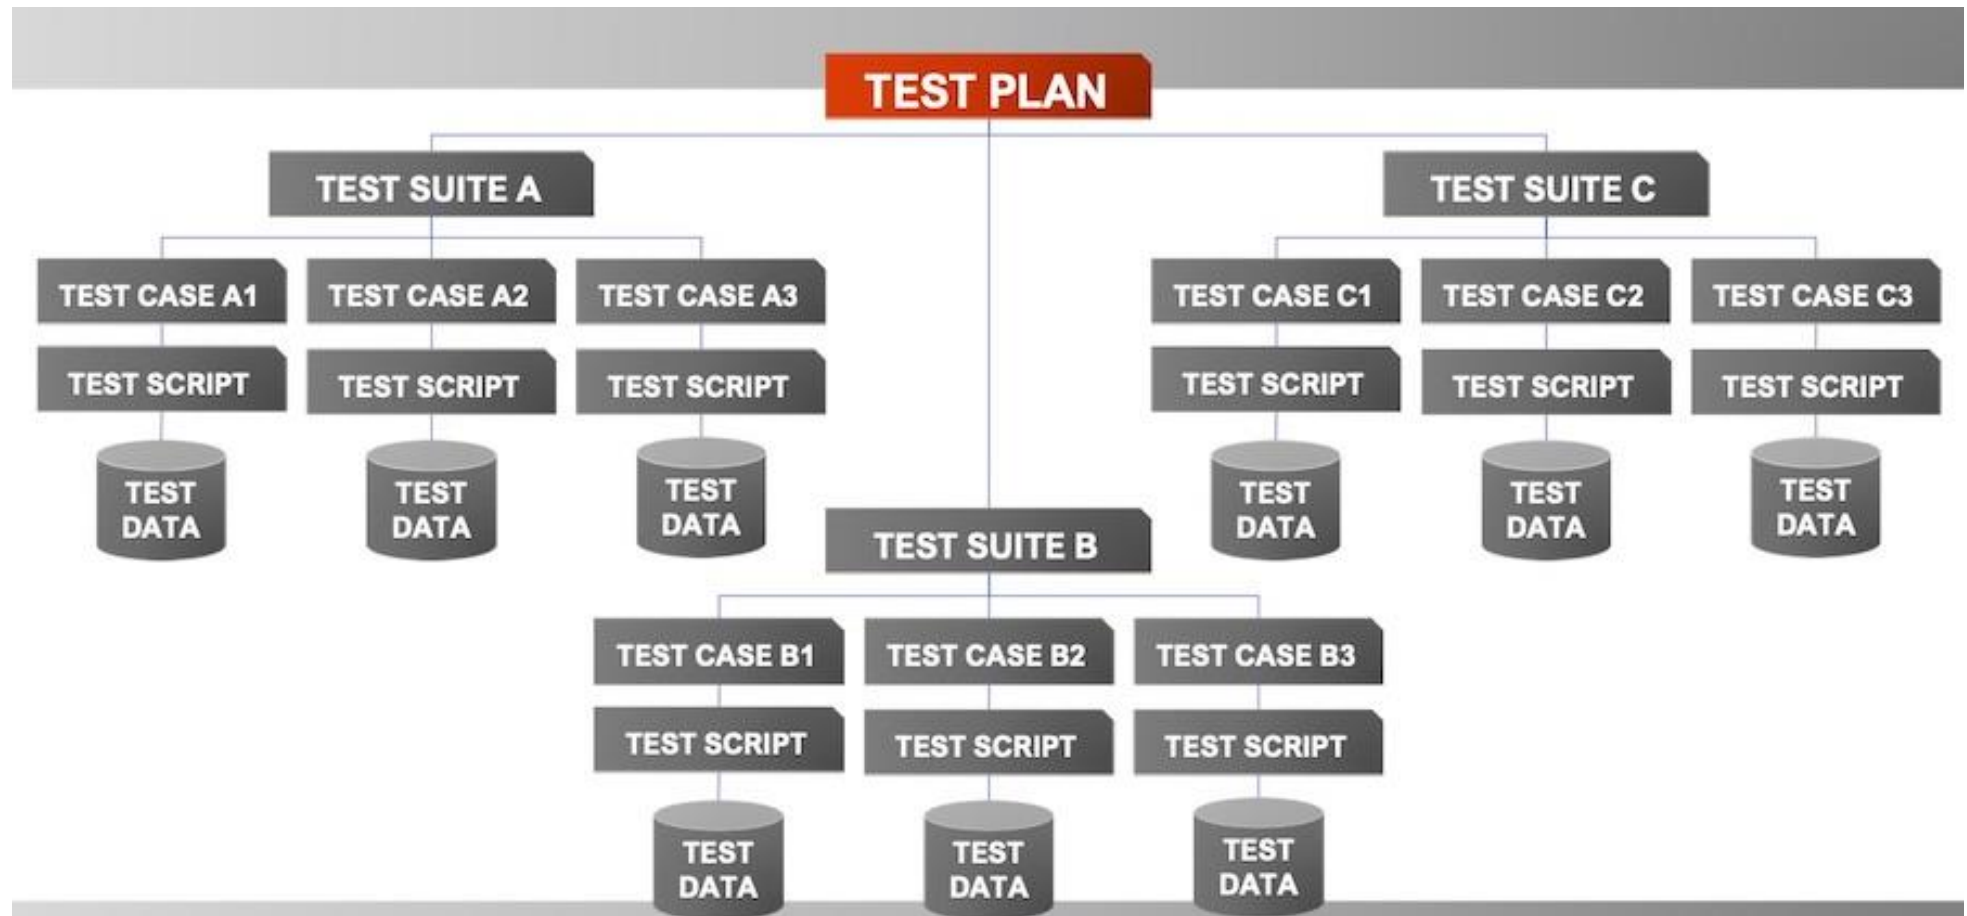 TEST PLAN
TEST SUITE A
TEST SUITE C
TEST CASE A1
TEST CASE A2
TEST CASE A3
TEST CASE C1
TEST CASE C2
TEST CASE C3
TEST SCRIPT
TEST SCRIPT
TEST SCRIPT
TEST SCRIPT
TEST SCRIPT
TEST SCRIPT
TEST
DATA
TEST
DATA
TEST
DATA
TEST
DATA
TEST
DATA
TEST
DATA
TEST SUITE B
TEST CASE B1
TEST CASE B2
TEST CASE B3
TEST SCRIPT
TEST SCRIPT
TEST SCRIPT
TEST
DATA
TEST
DATA
TEST
DATA